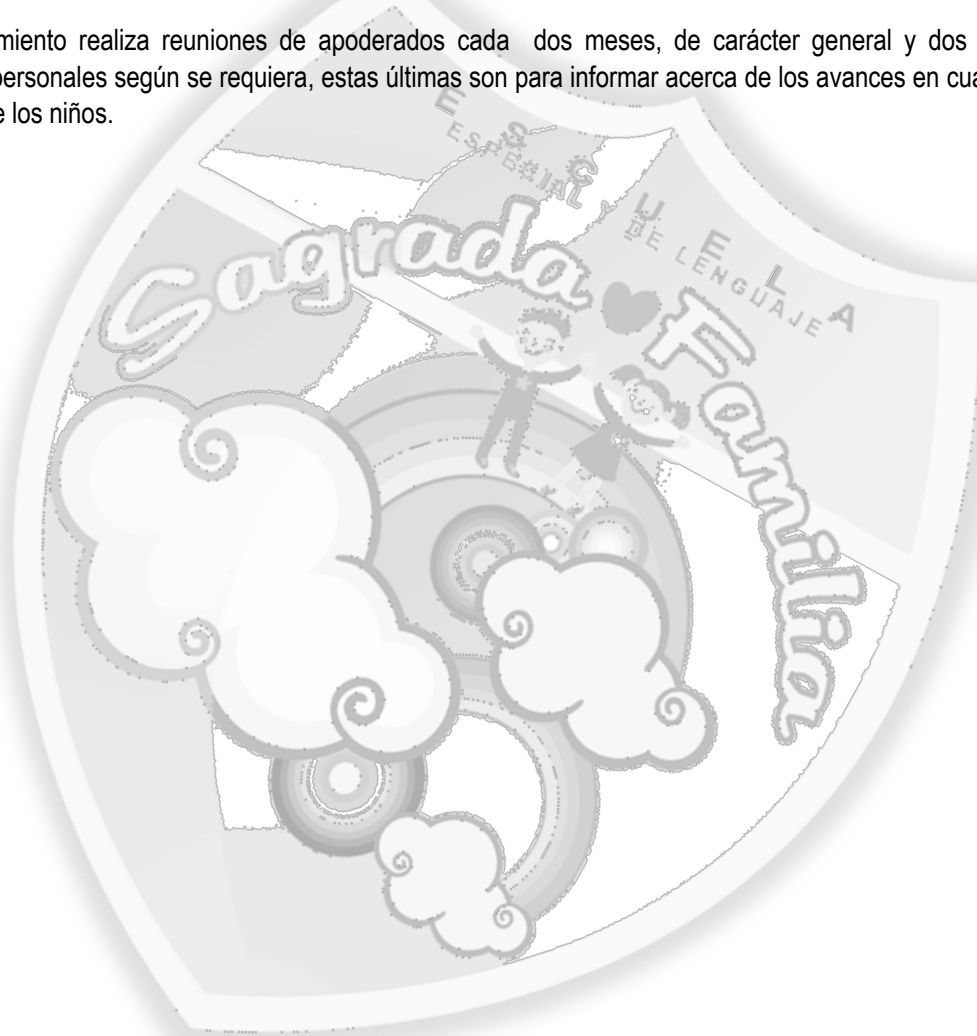 miento realiza reuniones de apoderados cada dos meses, de carácter general y dos
personales según se requiera, estas últimas son para informar acerca de los avances en cua
e los niños.
ESCUELA
ESPECIAL Y DE LENGUAJE
Sagrada Familia